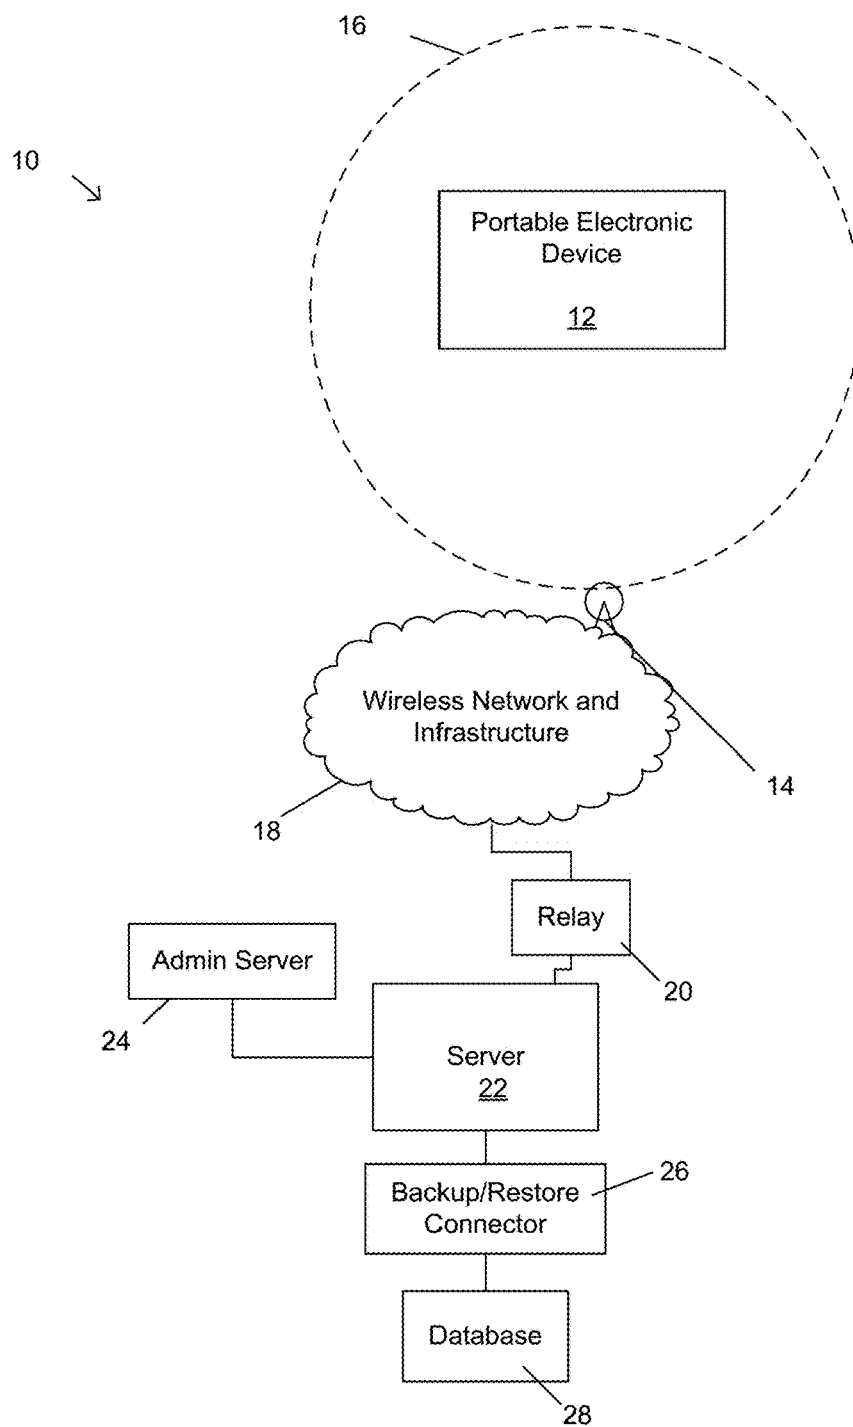 16
10
Portable Electronic
Device
12
Wireless Network and
Infrastructure
14
18
Relay
Admin Server
20
24
Server
22
26
Backup/Restore
Connector
Database
28